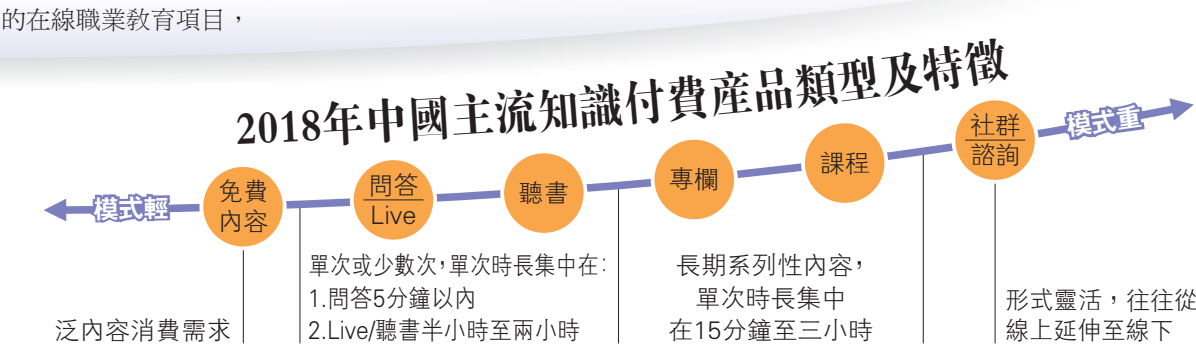 的在線職業教育項目，
2018年中國主流知識付費産品類型及特徵
模式輕
免費
內容
問答
Live
聽書
專欄
課程
社群
諮詢
模式重
泛內容消費需求
單次或少數次，單次時長集中在：
1.問答5分鐘以內
2.Live/聽書半小時至兩小時
長期系列性內容，
單次時長集中
在15分鐘至三小時
形式靈活，往往從
線上延伸至線下